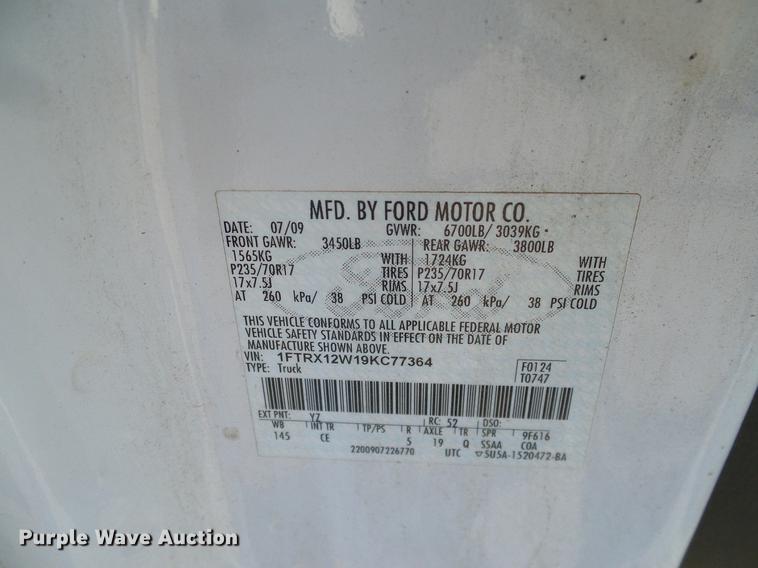 MFD. BY FORD MOTOR CO.
DATE: 07/09 GVWR: 6700LB/ 3039KG
FRONT GAWR: 3450LB REAR GAWR: 3800LB
1565KG WITH 1724KG WITH
P235/70R17 TIRES P235/70R17 TIRES
17x7.5J RIMS 17x7.5J RIMS
AT 260 kPa/ 38 PSI COLD AT 260 kPa/ 38 PSI COLD
Ford
THIS VEHICLE CONFORMS TO ALL APPLICABLE FEDERAL MOTOR
VEHICLE SAFETY STANDARDS IN EFFECT ON THE DATE OF
MANUFACTURE SHOWN ABOVE.
VIN: 1FTRX12W19KC77364
TYPE: Truck
F0124
T0747
EXT PNT: YZ RC: 52 DSO:
WB INT TR TP/PS R AXLE TR SPR 9F616
145 CE 5 19 Q SSAA COA
2200907226770 UTC 5U5A-1520472-BA
Purple Wave Auction